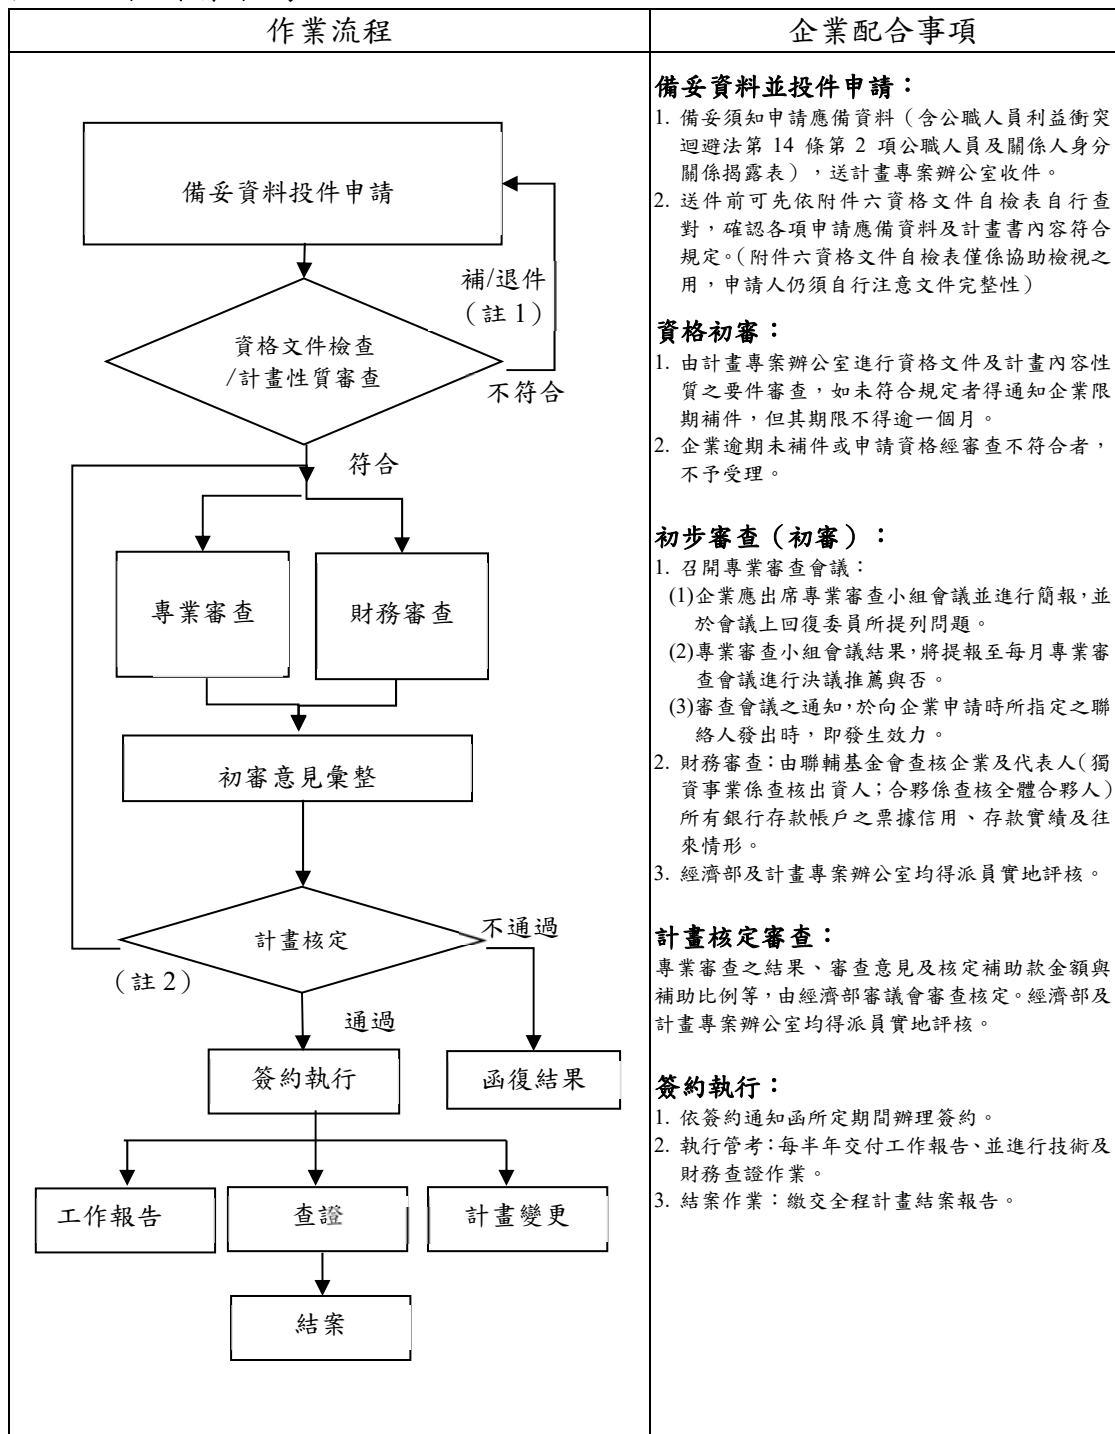 作業流程
企業配合事項
備妥資料投件申請
補/退件
（註 1）
資格文件檢查
/計畫性質審查
不符合
符合
專業審查
財務審查
初審意見彙整
計畫核定
不通過
（註 2）
通過
簽約執行
函復結果
工作報告
查證
計畫變更
結案
備妥資料並投件申請：
1. 備妥須知申請應備資料（含公職人員利益衝突
迴避法第 14 條第 2 項公職人員及關係人身分
關係揭露表），送計畫專案辦公室收件。
2. 送件前可先依附件六資格文件自檢表自行查
對，確認各項申請應備資料及計畫書內容符合
規定。（附件六資格文件自檢表僅係協助檢視之
用，申請人仍須自行注意文件完整性）
資格初審：
1. 由計畫專案辦公室進行資格文件及計畫內容性
質之要件審查，如未符合規定者得通知企業限
期補件，但其期限不得逾一個月。
2. 企業逾期未補件或申請資格經審查不符合者，
不予受理。
初步審查（初審）：
1. 召開專業審查會議：
(1)企業應出席專業審查小組會議並進行簡報，並
於會議上回復委員所提列問題。
(2)專業審查小組會議結果，將提報至每月專業審
查會議進行決議推薦與否。
(3)審查會議之通知，於向企業申請時所指定之聯
絡人發出時，即發生效力。
2. 財務審查：由聯輔基金會查核企業及代表人（獨
資事業係查核出資人；合夥係查核全體合夥人）
所有銀行存款帳戶之票據信用、存款實績及往
來情形。
3. 經濟部及計畫專案辦公室均得派員實地評核。
計畫核定審查：
專業審查之結果、審查意見及核定補助款金額與
補助比例等，由經濟部審議會審查核定。經濟部及
計畫專案辦公室均得派員實地評核。
簽約執行：
1. 依簽約通知函所定期間辦理簽約。
2. 執行管考：每半年交付工作報告、並進行技術及
財務查證作業。
3. 結案作業：繳交全程計畫結案報告。